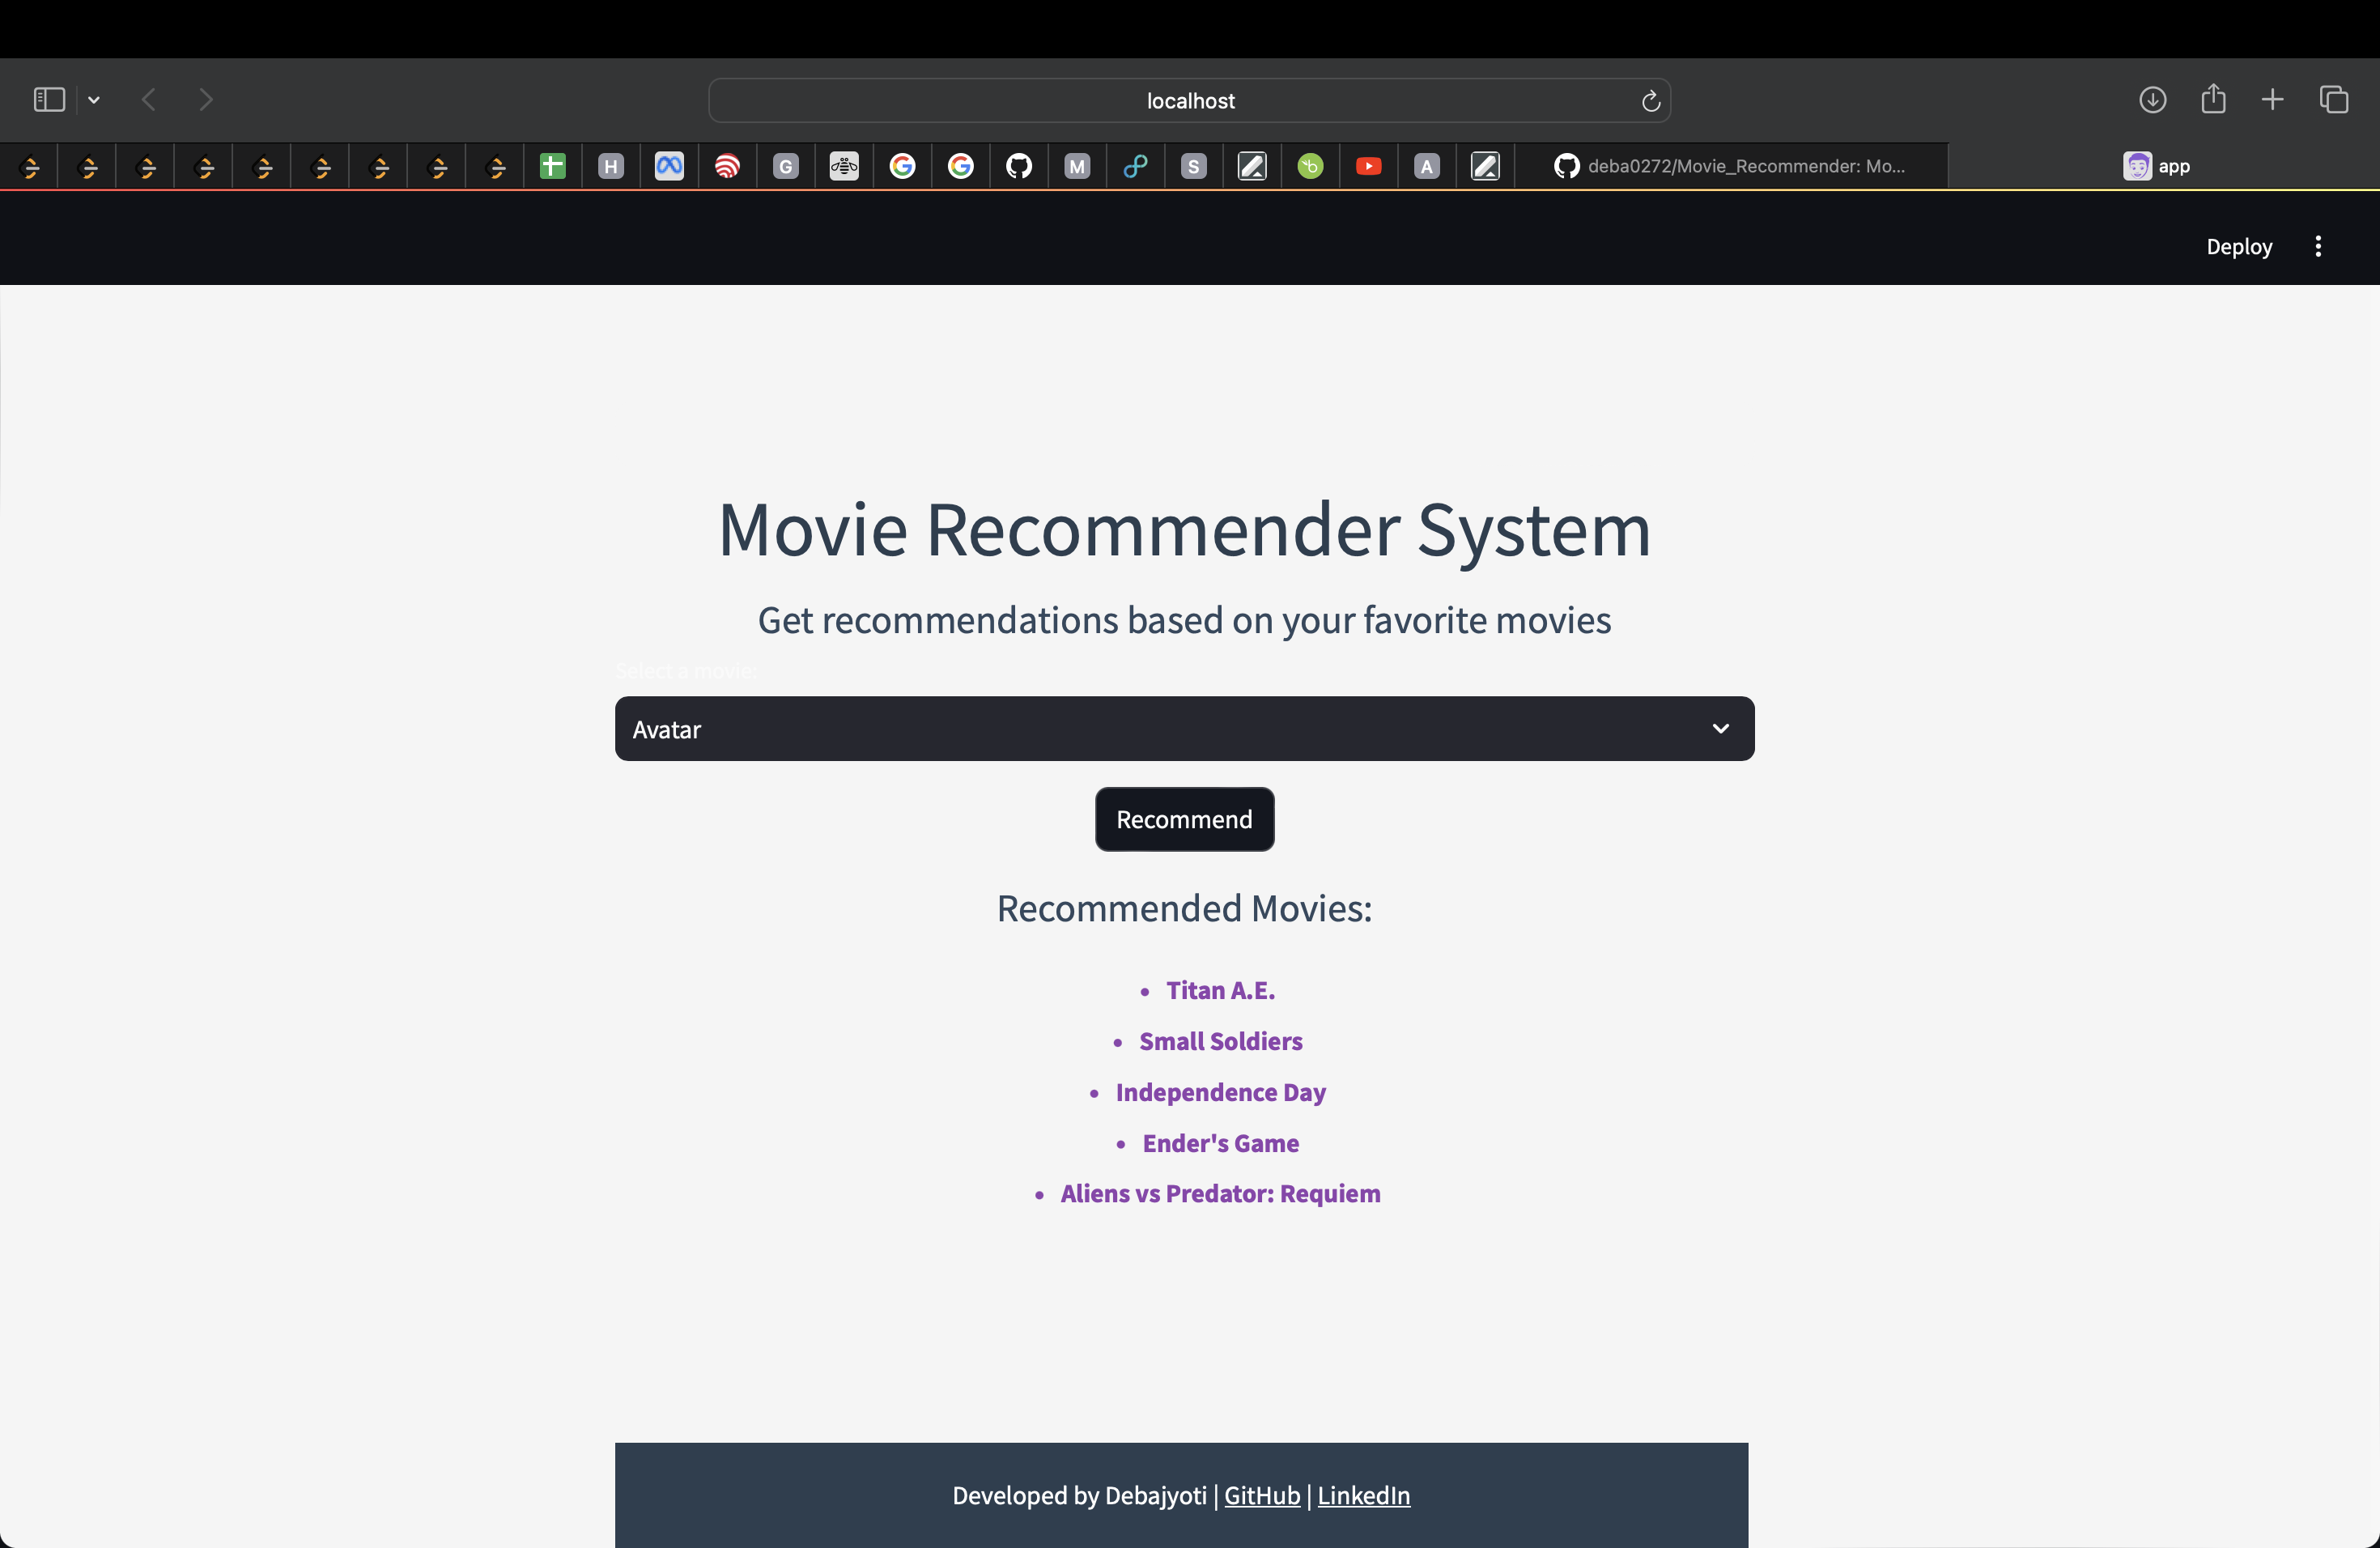 localhost
H
G
M
S
A
deba0272/Movie_Recommender: Mo...
app
Deploy
Movie Recommender System
Get recommendations based on your favorite movies
Select a movie:
Avatar
Recommend
Recommended Movies:
• Titan A.E.
• Small Soldiers
• Independence Day
• Ender's Game
• Aliens vs Predator: Requiem
Developed by Debajyoti | GitHub | LinkedIn